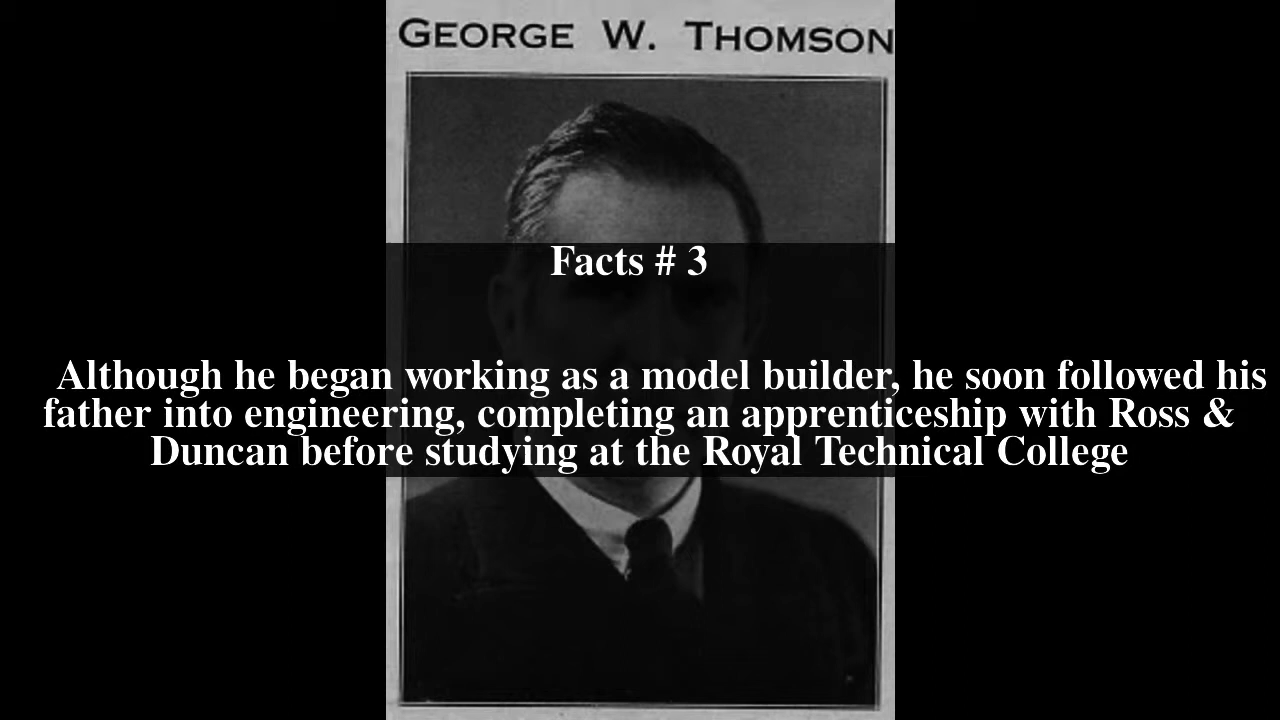 GEORGE W. THOMSON
Facts # 3
Although he began working as a model builder, he soon followed his
father into engineering, completing an apprenticeship with Ross &
Duncan before studying at the Royal Technical College